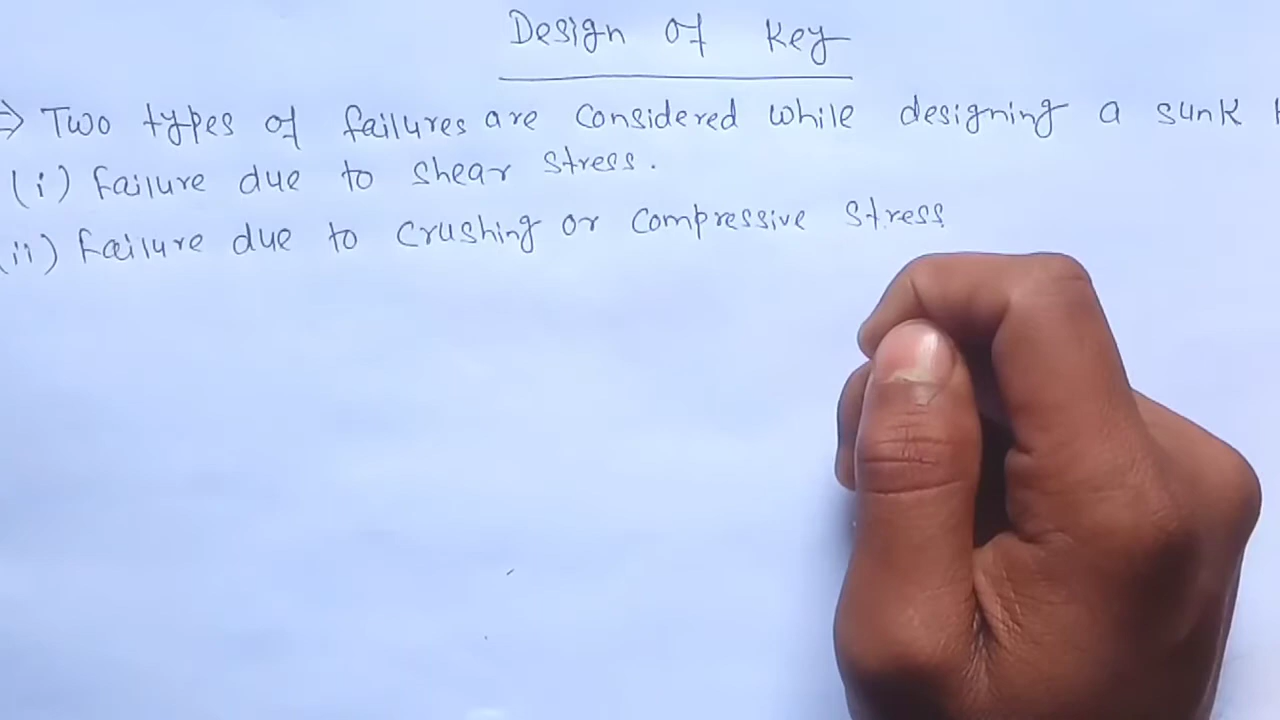 Design of Key
⇒ Two types of failures are considered while designing a sunk
(i) Failure due to shear stress.
(ii) Failure due to crushing or compressive stress.